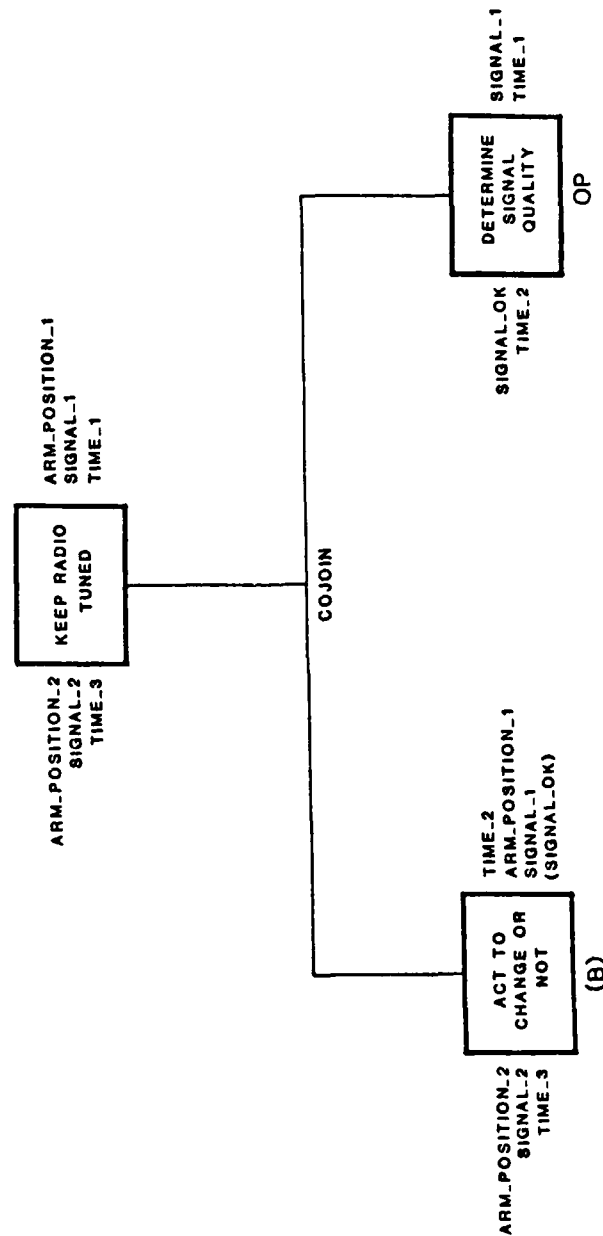 ARM_POSITION_2
SIGNAL_2
TIME_3
KEEP RADIO
TUNED
ARM_POSITION_1
SIGNAL_1
TIME_1
COJOIN
ARM_POSITION_2
SIGNAL_2
TIME_3
ACT TO
CHANGE OR
NOT
TIME_2
ARM_POSITION_1
SIGNAL_1
(SIGNAL_OK)
(B)
SIGNAL_OK
TIME_2
DETERMINE
SIGNAL
QUALITY
SIGNAL_1
TIME_1
OP